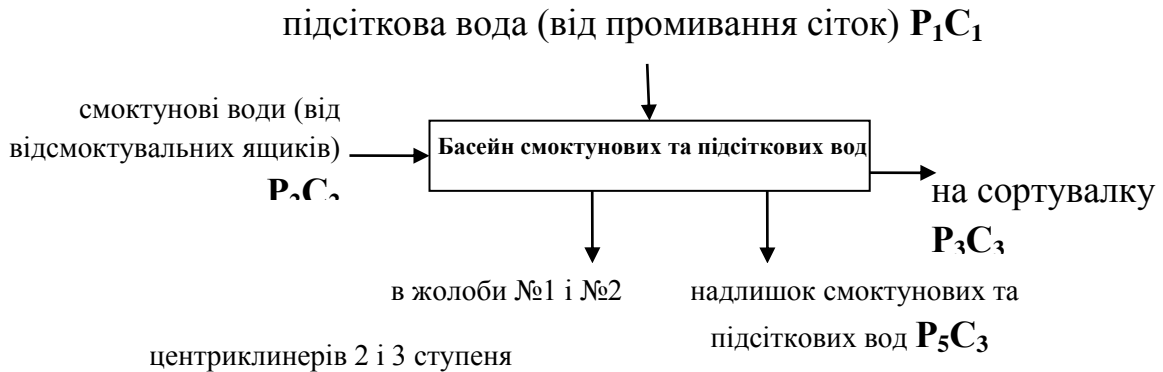 підсіткова вода (від промивання сіток) P₁C₁
смоктунові води (від
відсмоктувальних ящиків)
P₂C₂
Басейн смоктунових та підсіткових вод
на сортувалку
P₃C₃
в жолоби №1 і №2
надлишок смоктунових та
підсіткових вод P₅C₃
центриклинерів 2 і 3 ступеня